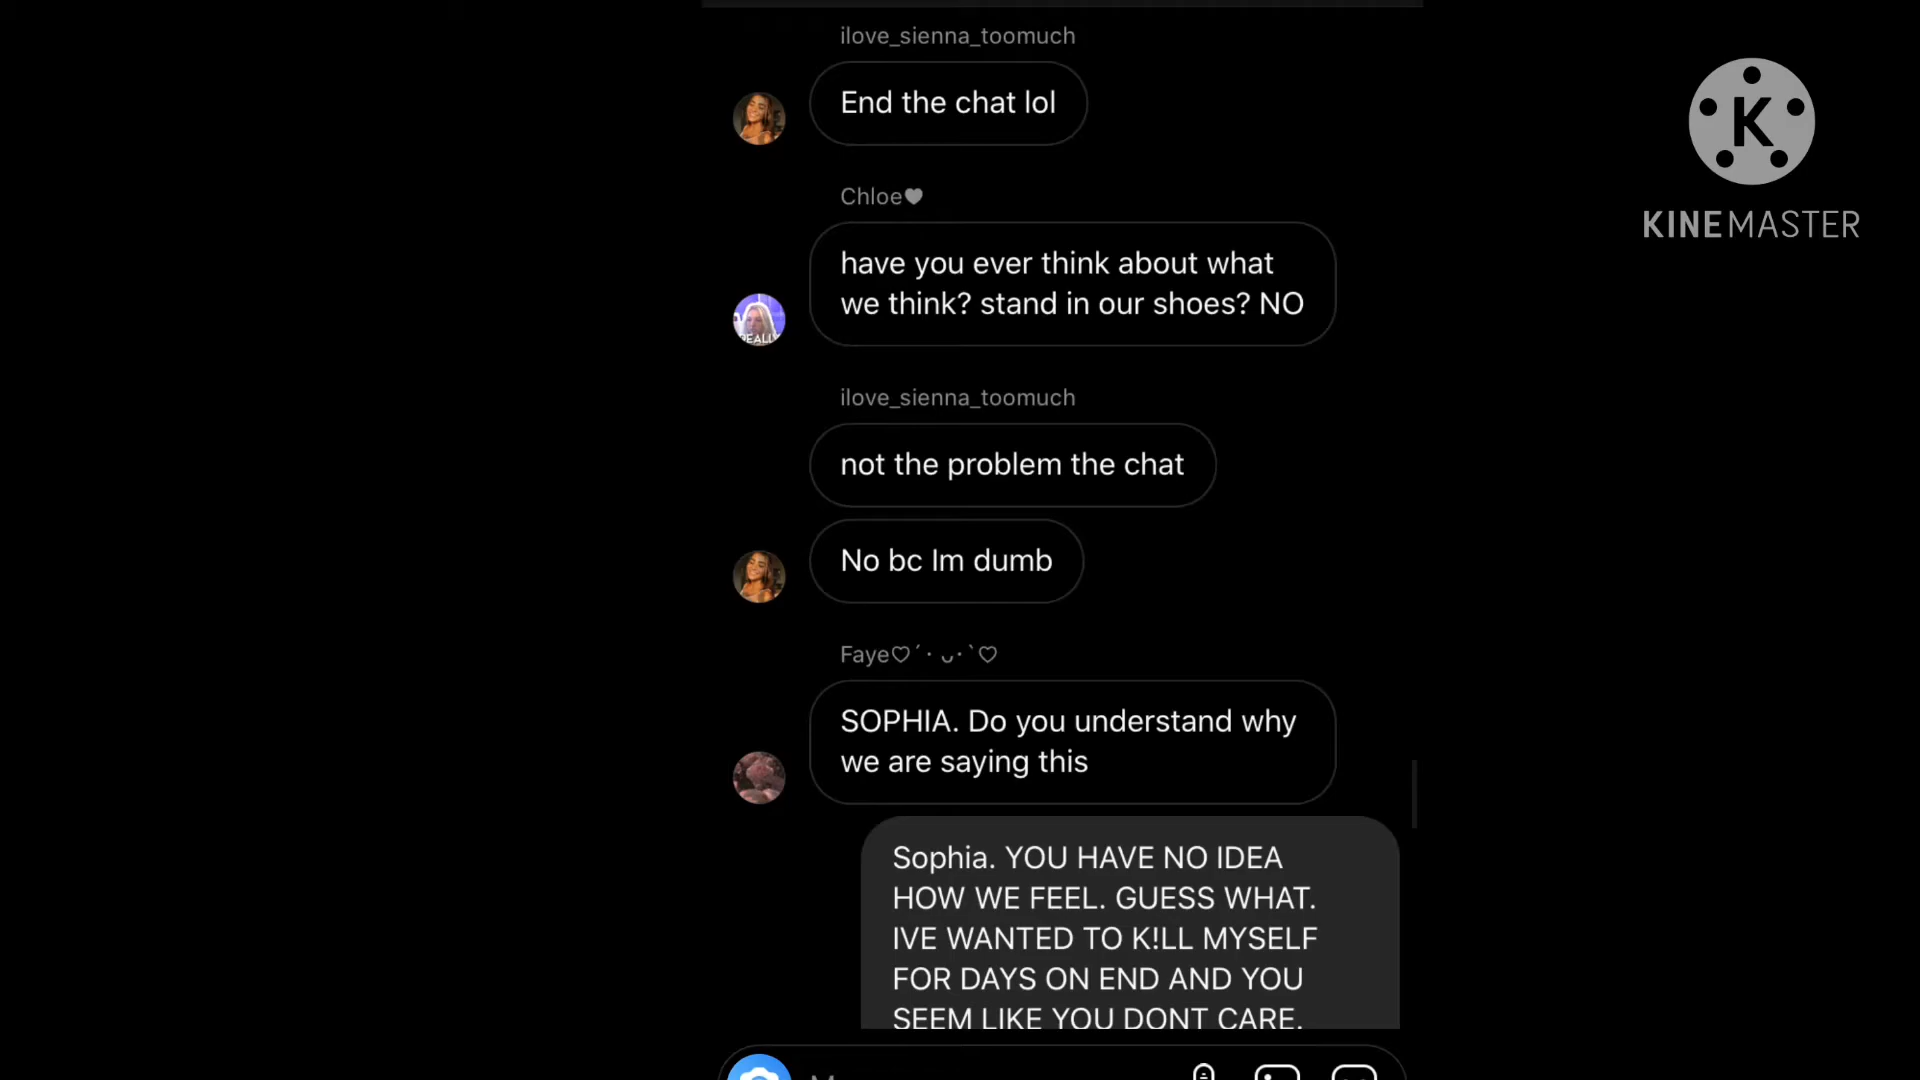 ilove_sienna_toomuch
End the chat lol
Chloe🖤
have you ever think about what
we think? stand in our shoes? NO
REALLY
ilove_sienna_toomuch
not the problem the chat
No bc Im dumb
Faye♡´･ᴗ･`♡
SOPHIA. Do you understand why
we are saying this
Sophia. YOU HAVE NO IDEA
HOW WE FEEL. GUESS WHAT.
IVE WANTED TO K!LL MYSELF
FOR DAYS ON END AND YOU
SEEM LIKE YOU DONT CARE.
K
KINEMASTER